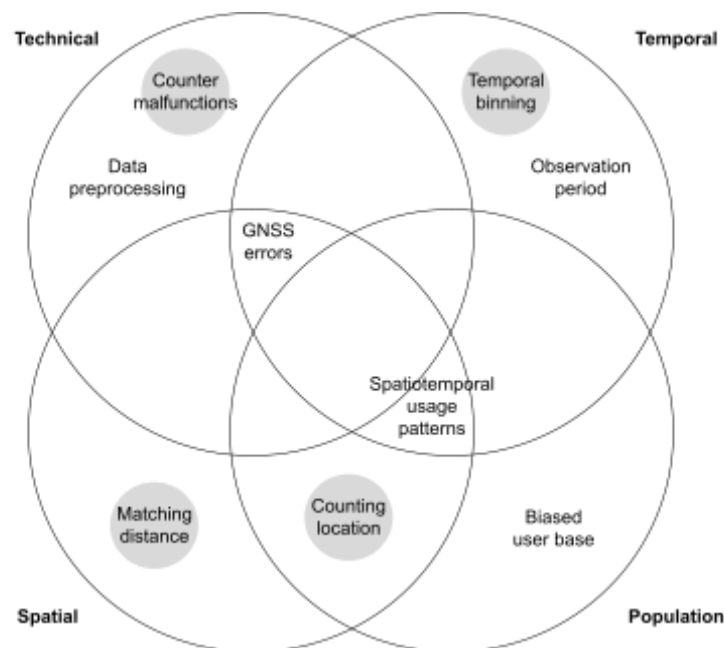 Technical
Temporal
Counter
malfunctions
Temporal
binning
Data
preprocessing
Observation
period
GNSS
errors
Spatiotemporal
usage
patterns
Matching
distance
Counting
location
Biased
user base
Spatial
Population